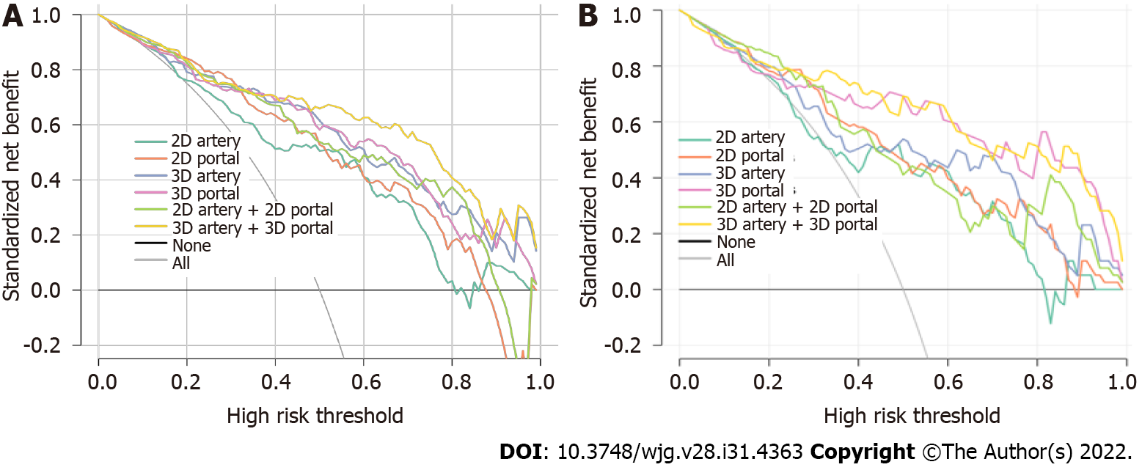 A
Standardized net benefit
1.0
0.8
0.6
0.4
0.2
0.0
-0.2
2D artery
2D portal
3D artery
3D portal
2D artery + 2D portal
3D artery + 3D portal
None
All
0.0 0.2 0.4 0.6 0.8 1.0
High risk threshold
B
Standardized net benefit
1.0
0.8
0.6
0.4
0.2
0.0
-0.2
2D artery
2D portal
3D artery
3D portal
2D artery + 2D portal
3D artery + 3D portal
None
All
0.0 0.2 0.4 0.6 0.8 1.0
High risk threshold
DOI: 10.3748/wjg.v28.i31.4363 Copyright ©The Author(s) 2022.